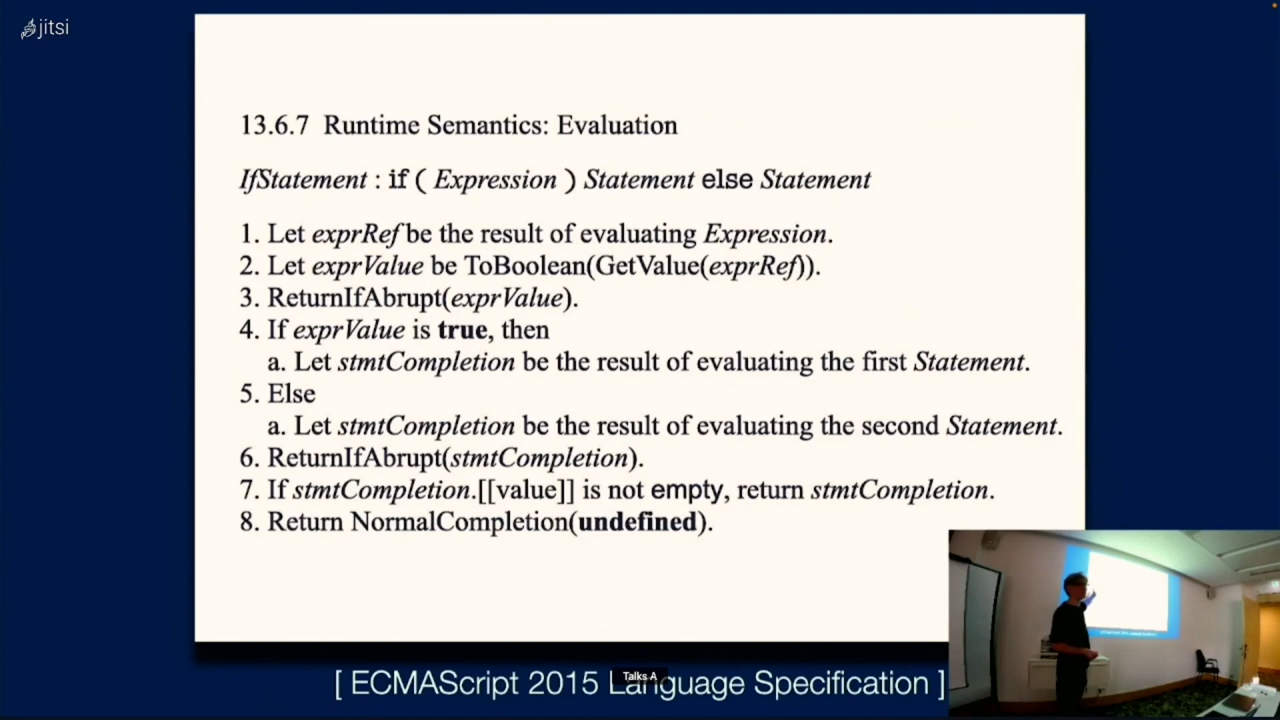 jitsi
13.6.7 Runtime Semantics: Evaluation
IfStatement : if ( Expression ) Statement else Statement
1. Let exprRef be the result of evaluating Expression.
2. Let exprValue be ToBoolean(GetValue(exprRef)).
3. ReturnIfAbrupt(exprValue).
4. If exprValue is true, then
a. Let stmtCompletion be the result of evaluating the first Statement.
5. Else
a. Let stmtCompletion be the result of evaluating the second Statement.
6. ReturnIfAbrupt(stmtCompletion).
7. If stmtCompletion.[[value]] is not empty, return stmtCompletion.
8. Return NormalCompletion(undefined).
[ ECMAScript 2015 Language Specification ]
Talks A